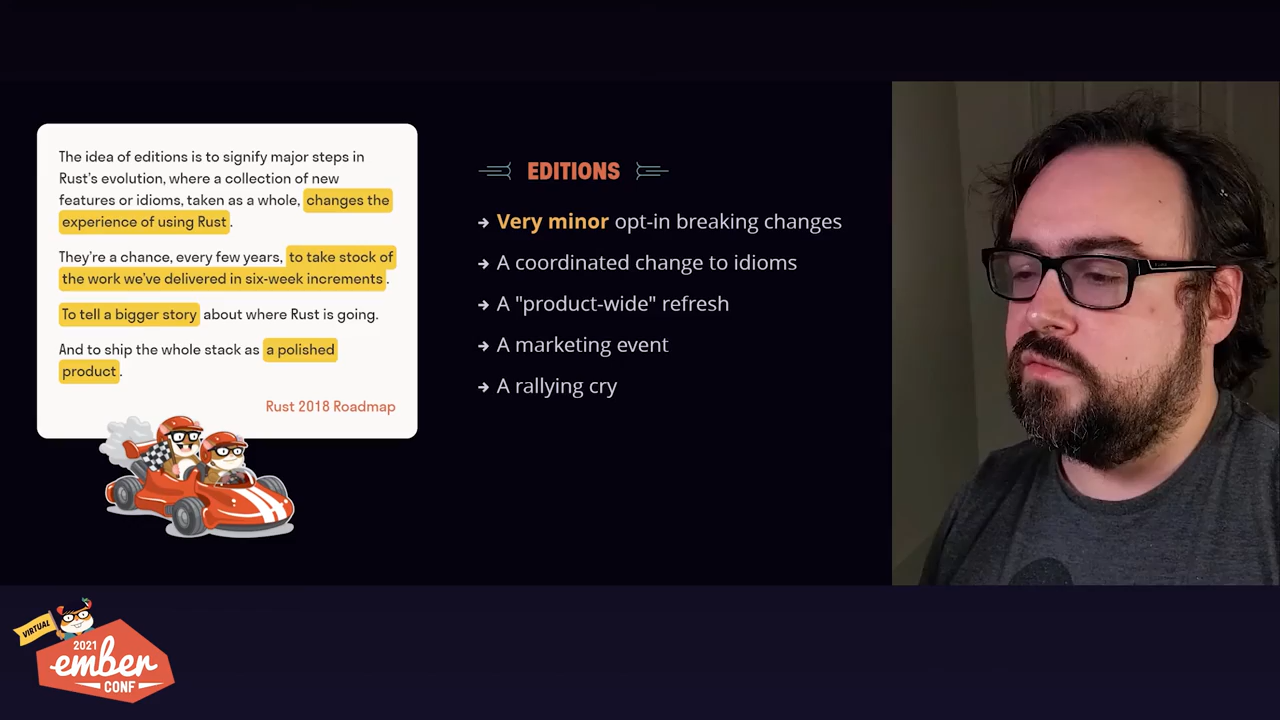 The idea of editions is to signify major steps in
Rust's evolution, where a collection of new
features or idioms, taken as a whole, changes the
experience of using Rust.
They're a chance, every few years, to take stock of
the work we've delivered in six-week increments.
To tell a bigger story about where Rust is going.
And to ship the whole stack as a polished
product.
Rust 2018 Roadmap
EDITIONS
→ Very minor opt-in breaking changes
→ A coordinated change to idioms
→ A "product-wide" refresh
→ A marketing event
→ A rallying cry
VIRTUAL
2021
ember
CONF